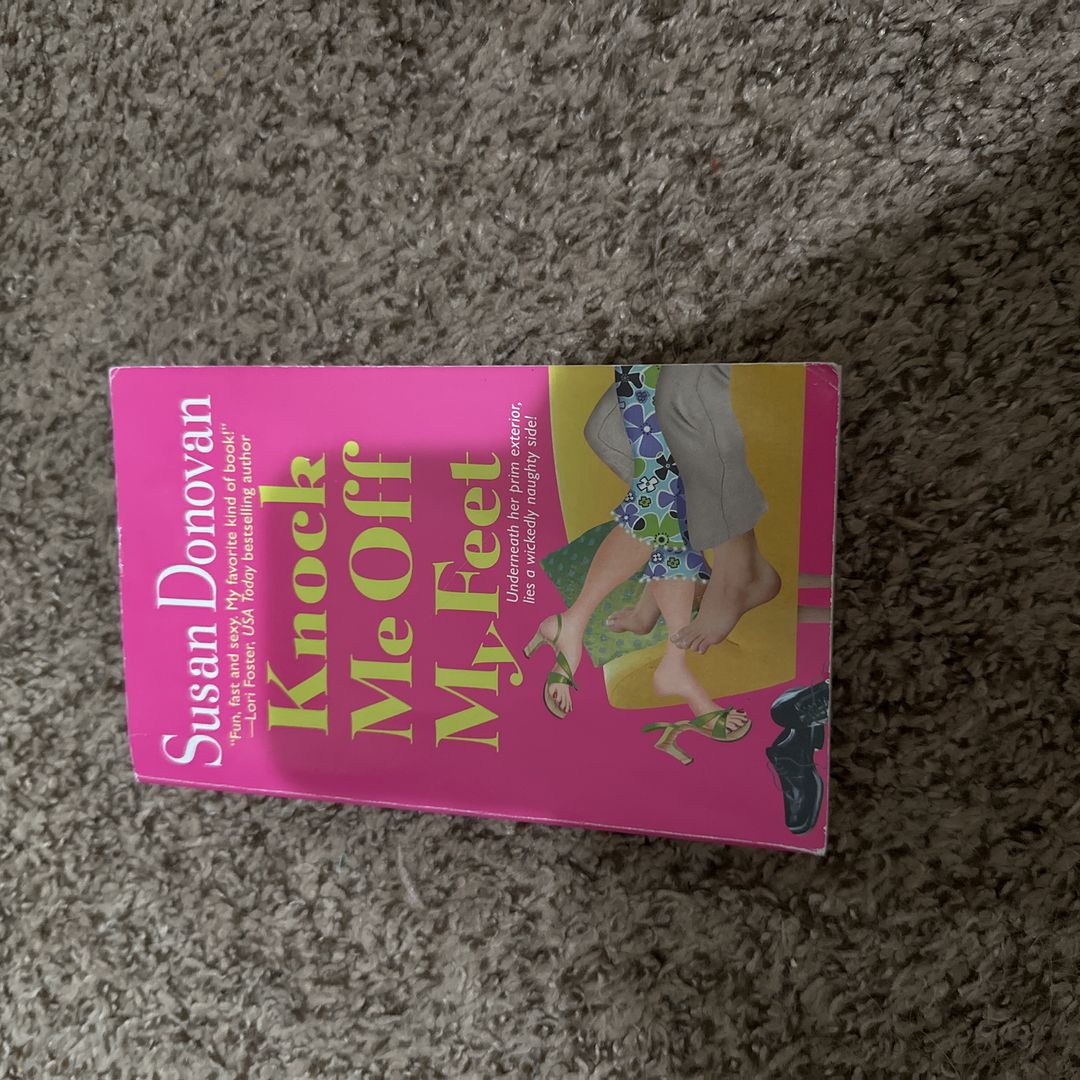 Susan Donovan
"Fun, fast and sexy. My favorite kind of book!"
—Lori Foster, USA Today bestselling author
Knock
Me Off
My Feet
Underneath her prim exterior,
lies a wickedly naughty side!